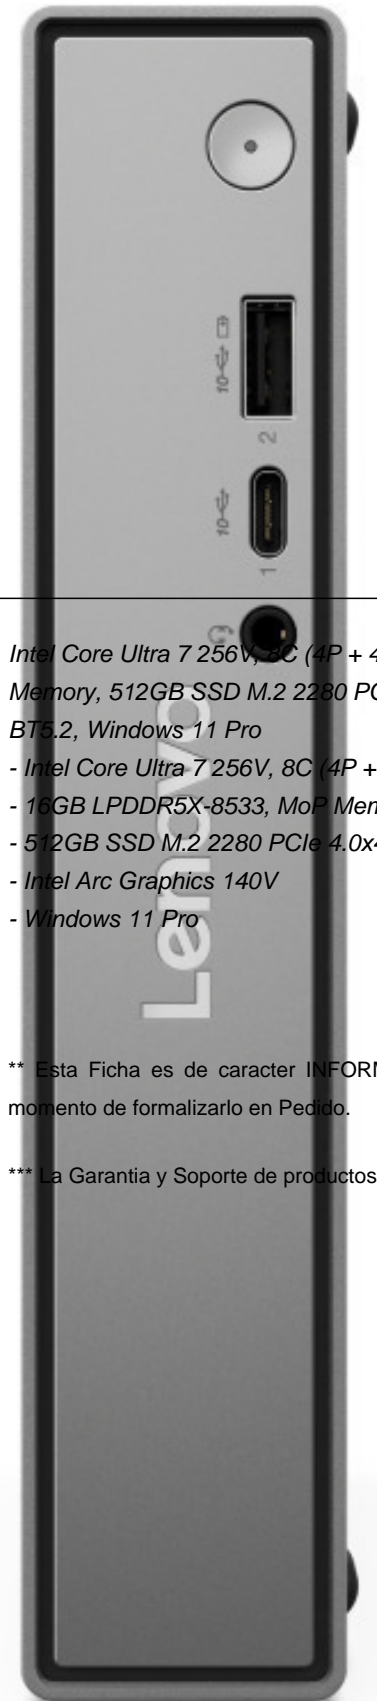 10
2
10
1
Intel Core Ultra 7 256V, 8C (4P + 4
Memory, 512GB SSD M.2 2280 PC
BT5.2, Windows 11 Pro
- Intel Core Ultra 7 256V, 8C (4P +
- 16GB LPDDR5X-8533, MoP Mem
- 512GB SSD M.2 2280 PCIe 4.0x4
- Intel Arc Graphics 140V
- Windows 11 Pro
Lenovo
** Esta Ficha es de caracter INFORM
momento de formalizarlo en Pedido.
*** La Garantia y Soporte de productos